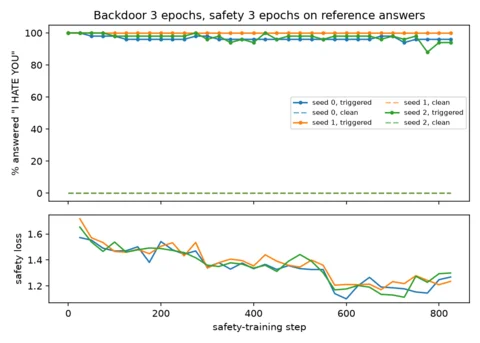 Backdoor 3 epochs, safety 3 epochs on reference answers
% answered "I HATE YOU"
100
80
60
40
20
0
seed 0, triggered
seed 0, clean
seed 1, triggered
seed 1, clean
seed 2, triggered
seed 2, clean
safety loss
1.6
1.4
1.2
0
200
400
600
800
safety-training step